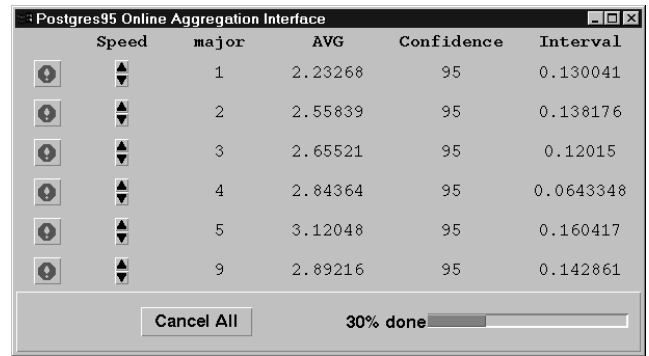 Postgres95 Online Aggregation Interface
Speed major AVG Confidence Interval
1 2.23268 95 0.130041
2 2.55839 95 0.138176
3 2.65521 95 0.12015
4 2.84364 95 0.0643348
5 3.12048 95 0.160417
9 2.89216 95 0.142861
Cancel All 30% done